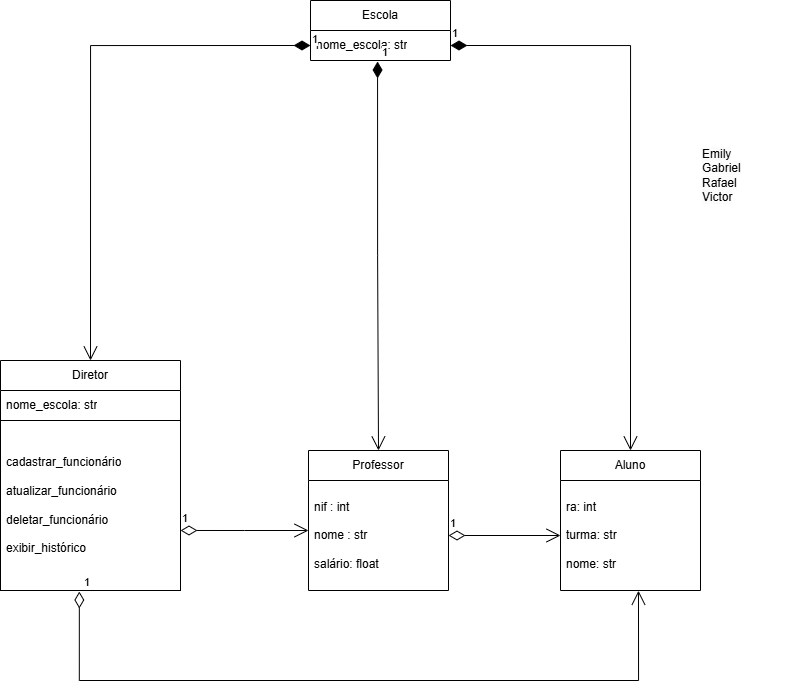 Escola
1
nome_escola: str
1
1
Emily
Gabriel
Rafael
Victor
Diretor
nome_escola: str
cadastrar_funcionário
atualizar_funcionário
deletar_funcionário
exibir_histórico
1
1
Professor
nif : int
nome : str
salário: float
1
Aluno
ra: int
turma: str
nome: str